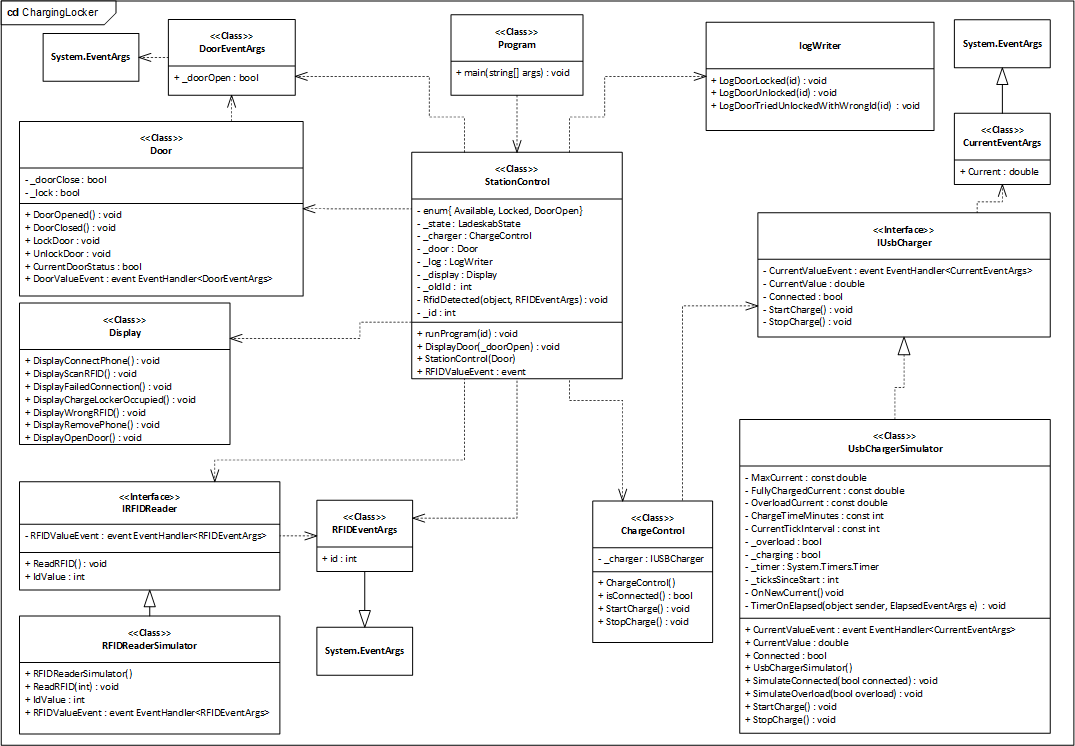 cd ChargingLocker
System.EventArgs
<<Class>>
DoorEventArgs
+ _doorOpen : bool
<<Class>>
Program
+ main(string[] args) : void
logWriter
+ LogDoorLocked(id) : void
+ LogDoorUnlocked(id) : void
+ LogDoorTriedUnlockedWithWrongId(id) : void
System.EventArgs
<<Class>>
CurrentEventArgs
+ Current : double
<<Class>>
Door
- _doorClose : bool
- _lock : bool
+ DoorOpened() : void
+ DoorClosed() : void
+ LockDoor : void
+ UnlockDoor : void
+ CurrentDoorStatus : bool
+ DoorValueEvent : event EventHandler<DoorEventArgs>
<<Class>>
StationControl
- enum{ Available, Locked, DoorOpen}
- _state : LadeskabState
- _charger : ChargeControl
- _door : Door
- _log : LogWriter
- _display : Display
- _oldId : int
- RfidDetected(object, RFIDEventArgs) : void
- _id : int
+ runProgram(id) : void
+ DisplayDoor(_doorOpen) : void
+ StationControl(Door)
+ RFIDValueEvent : event
<<Interface>>
IUsbCharger
- CurrentValueEvent : event EventHandler<CurrentEventArgs>
- CurrentValue : double
- Connected : bool
- StartCharge() : void
- StopCharge() : void
<<Class>>
Display
+ DisplayConnectPhone() : void
+ DisplayScanRFID() : void
+ DisplayFailedConnection() : void
+ DisplayChargeLockerOccupied() : void
+ DisplayWrongRFID() : void
+ DisplayRemovePhone() : void
+ DisplayOpenDoor() : void
<<Interface>>
IRFIDReader
- RFIDValueEvent : event EventHandler<RFIDEventArgs>
+ ReadRFID() : void
+ IdValue : int
<<Class>>
RFIDEventArgs
+ id : int
System.EventArgs
<<Class>>
RFIDReaderSimulator
+ RFIDReaderSimulator()
+ ReadRFID(int) : void
+ IdValue : int
+ RFIDValueEvent : event EventHandler<RFIDEventArgs>
<<Class>>
ChargeControl
- _charger : IUSBCharger
+ ChargeControl()
+ isConnected() : bool
+ StartCharge() : void
+ StopCharge() : void
<<Class>>
UsbChargerSimulator
- MaxCurrent : const double
- FullyChargedCurrent : const double
- OverloadCurrent : const double
- ChargeTimeMinutes : const int
- CurrentTickInterval : const int
- _overload : bool
- _charging : bool
- _timer : System.Timers.Timer
- _ticksSinceStart : int
- OnNewCurrent() void
- TimerOnElapsed(object sender, ElapsedEventArgs e) : void
+ CurrentValueEvent : event EventHandler<CurrentEventArgs>
+ CurrentValue : double
+ Connected : bool
+ UsbChargerSimulator()
+ SimulateConnected(bool connected) : void
+ SimulateOverload(bool overload) : void
+ StartCharge() : void
+ StopCharge() : void